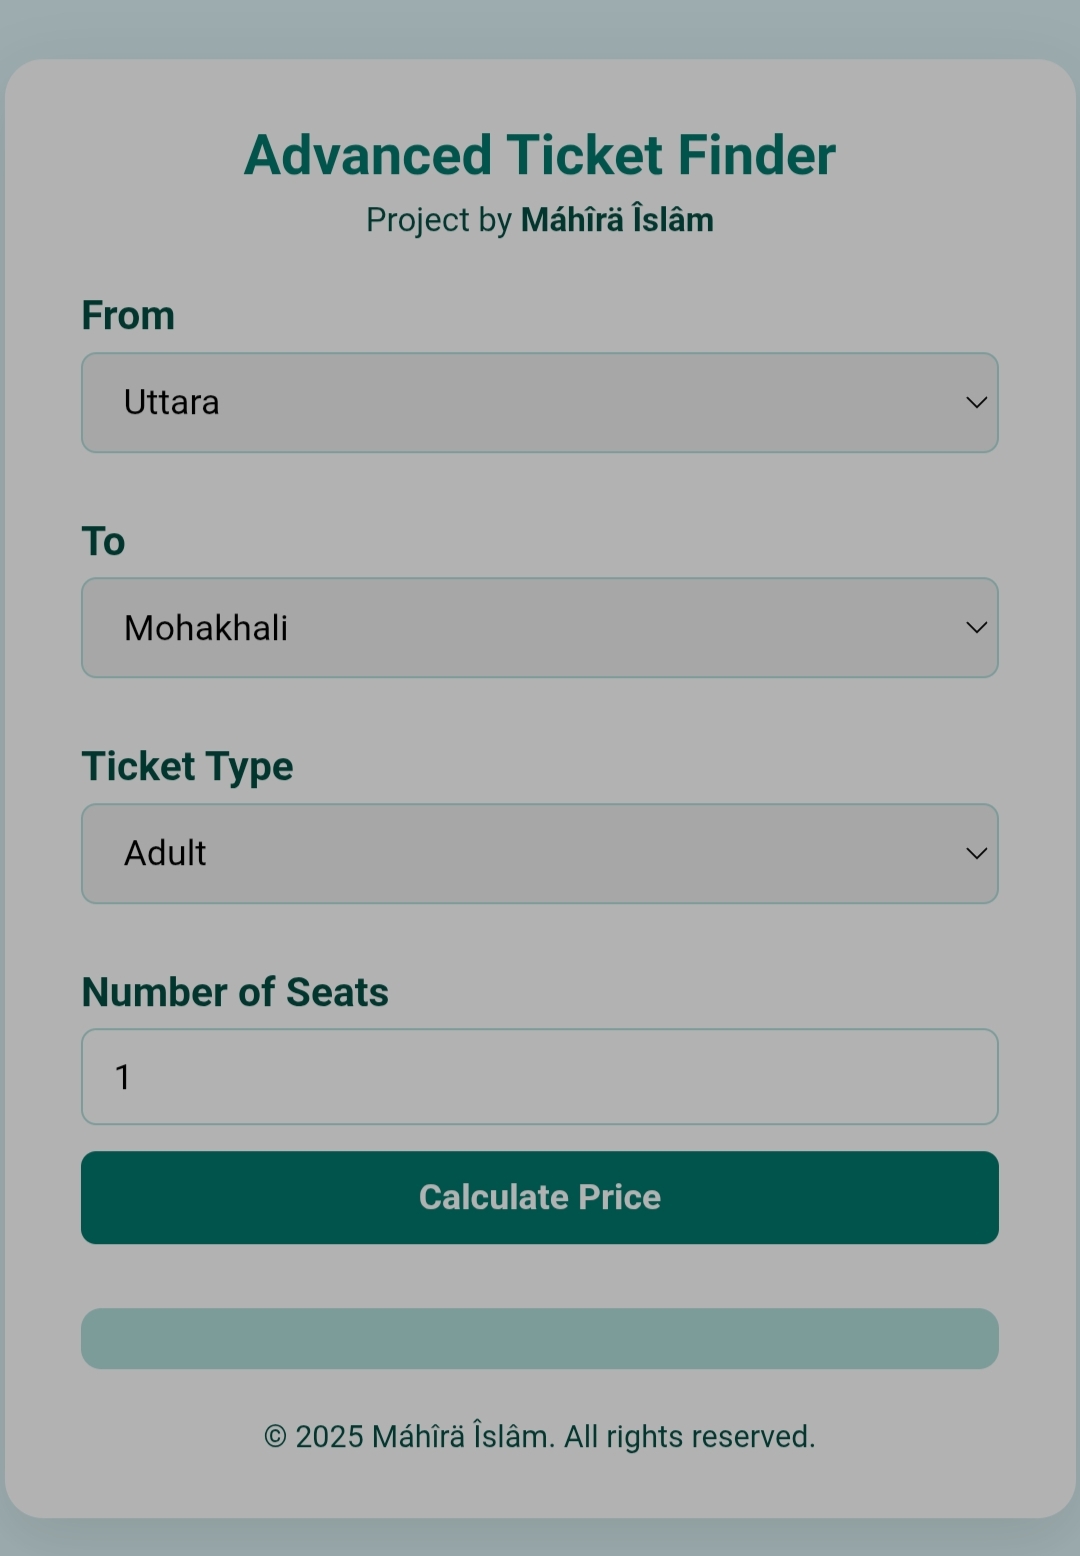 Advanced Ticket Finder
Project by Máhîrä Îslâm
From
Uttara
To
Mohakhali
Ticket Type
Adult
Number of Seats
1
Calculate Price
© 2025 Máhîrä Îslâm. All rights reserved.